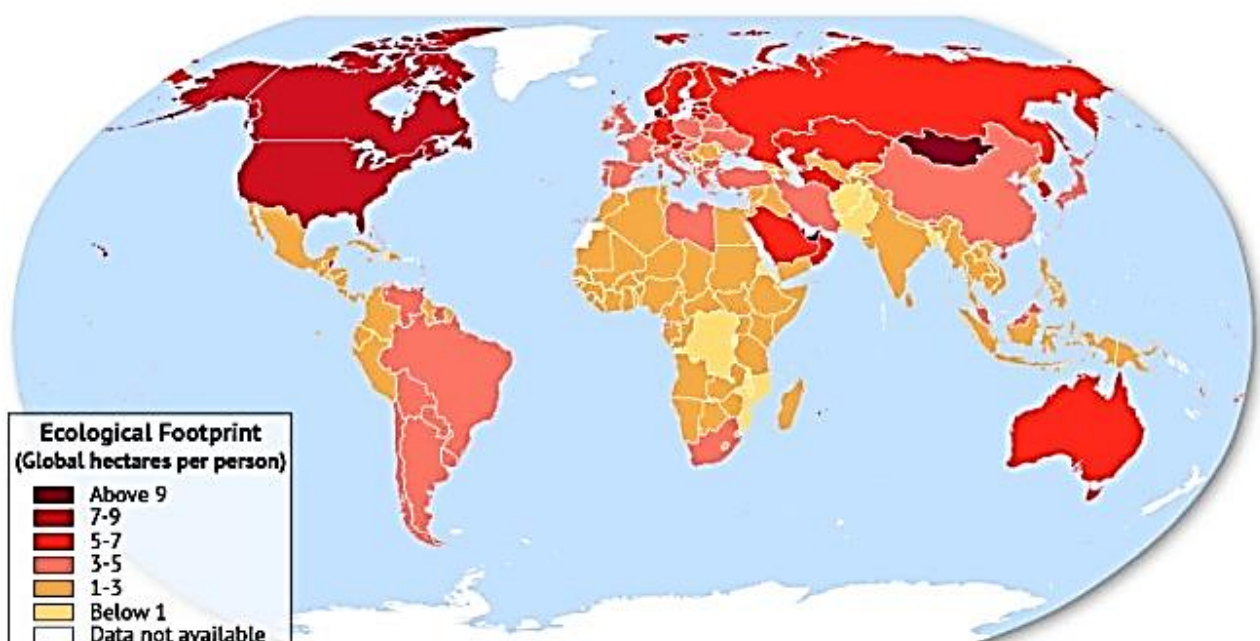 Ecological Footprint
(Global hectares per person)
Above 9
7-9
5-7
3-5
1-3
Below 1
Data not available